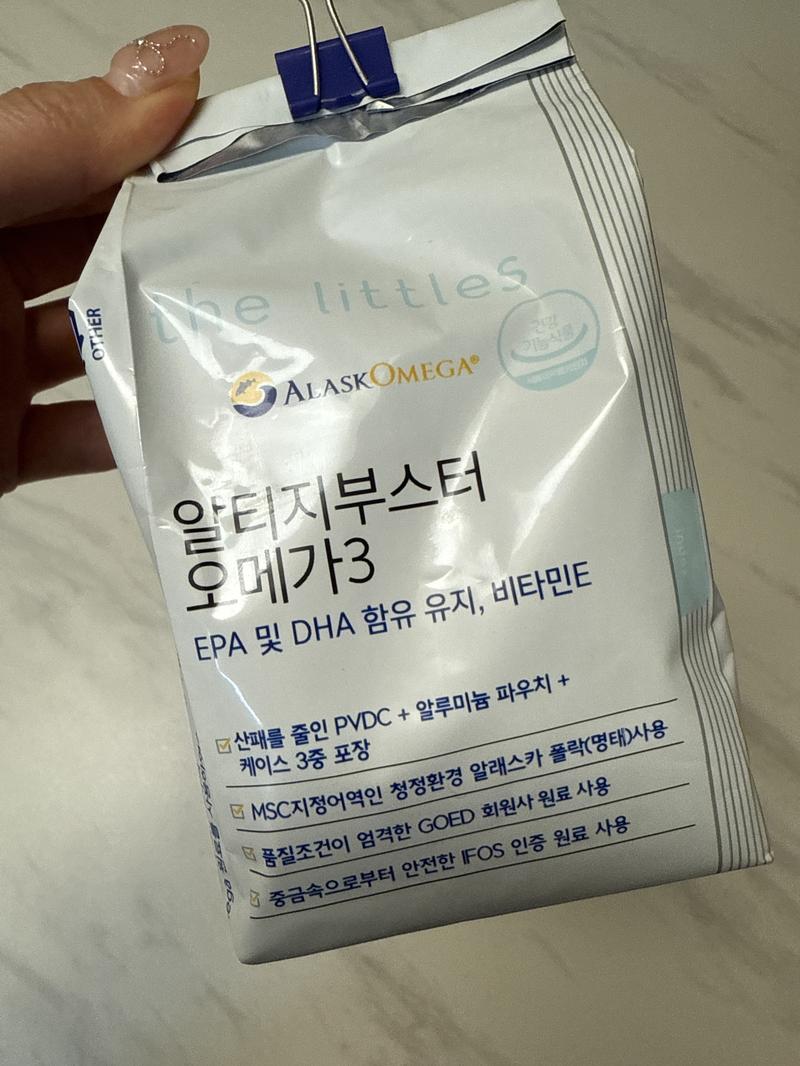 the littles
건강
기능식품
ALASKOMEGA®
알티지부스터
오메가3
EPA 및 DHA 함유 유지, 비타민E
산패를 줄인 PVDC + 알루미늄 파우치 +
케이스 3중 포장
MSC지정어역인 청정환경 알래스카 폴락(명태)사용
품질조건이 엄격한 GOED 회원사 원료 사용
중금속으로부터 안전한 IFOS 인증 원료 사용
OTHER